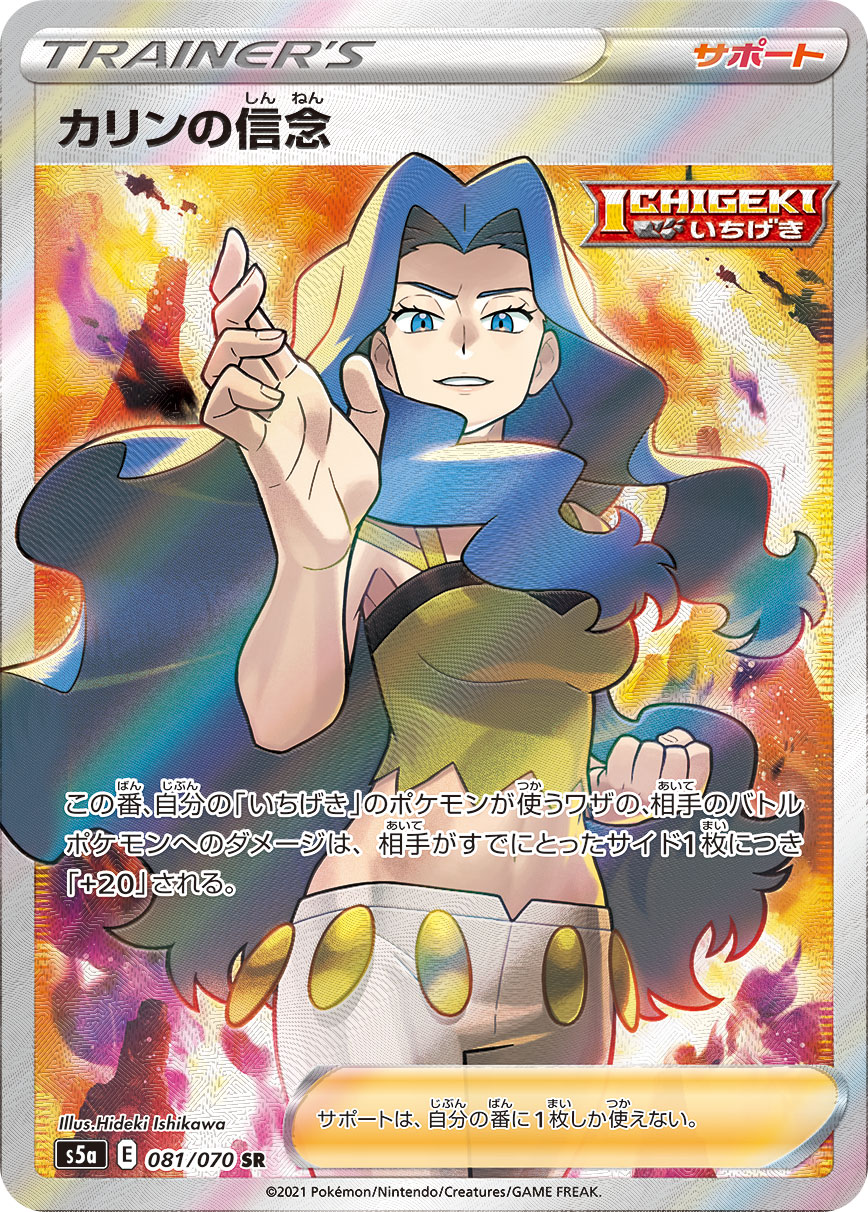 TRAINER'S サポート
しん ねん
カリンの信念
ICHIGEKI
いちげき
ばん じぶん つか あいて
この番、自分の「いちげき」のポケモンが使うワザの、相手のバトル
あいて まい
ポケモンへのダメージは、相手がすでにとったサイド1枚につき
「+20」される。
じぶん ばん まい つか
サポートは、自分の番に1枚しか使えない。
Illus.Hideki Ishikawa
s5a E 081/070 SR
©2021 Pokémon/Nintendo/Creatures/GAME FREAK.